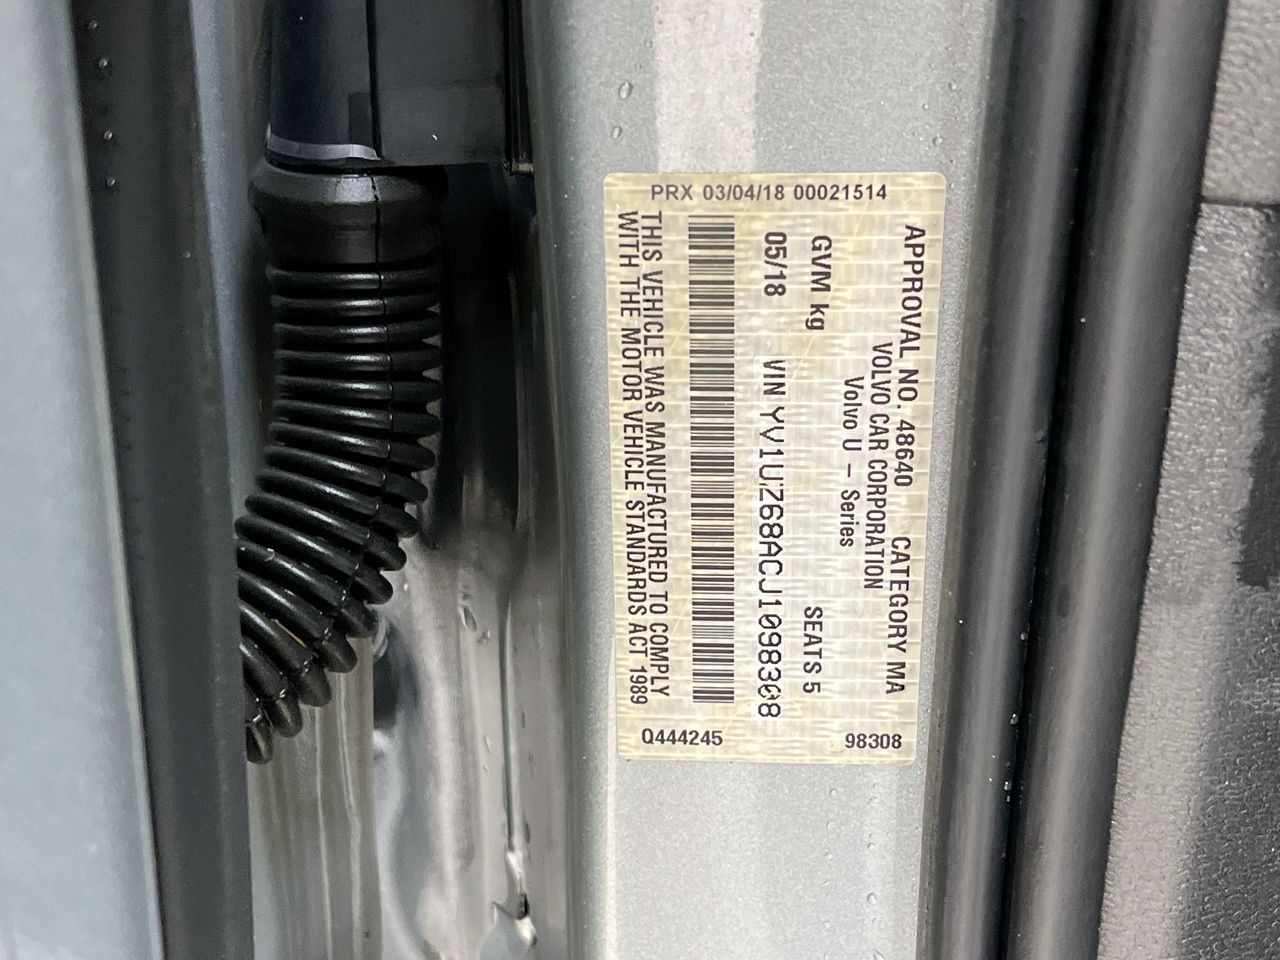 APPROVAL NO. 48640 CATEGORY MA
VOLVO CAR CORPORATION
Volvo U - Series
GVM kg SEATS 5
05/18 VIN YV1UZ68ACJ1098308
THIS VEHICLE WAS MANUFACTURED TO COMPLY
WITH THE MOTOR VEHICLE STANDARDS ACT 1989
PRX 03/04/18 00021514
98308
Q444245